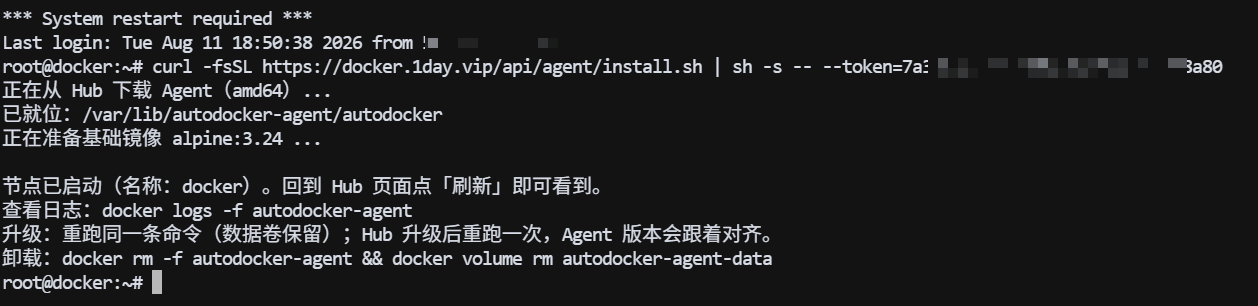 *** System restart required ***
Last login: Tue Aug 11 18:50:38 2026 from
root@docker:~# curl -fsSL https://docker.1day.vip/api/agent/install.sh | sh -s -- --token=7a3 8a80
正在从 Hub 下载 Agent（amd64）...
已就位：/var/lib/autodocker-agent/autodocker
正在准备基础镜像 alpine:3.24 ...
节点已启动（名称：docker）。回到 Hub 页面点「刷新」即可看到。
查看日志：docker logs -f autodocker-agent
升级：重跑同一条命令（数据卷保留）；Hub 升级后重跑一次，Agent 版本会跟着对齐。
卸载：docker rm -f autodocker-agent && docker volume rm autodocker-agent-data
root@docker:~#